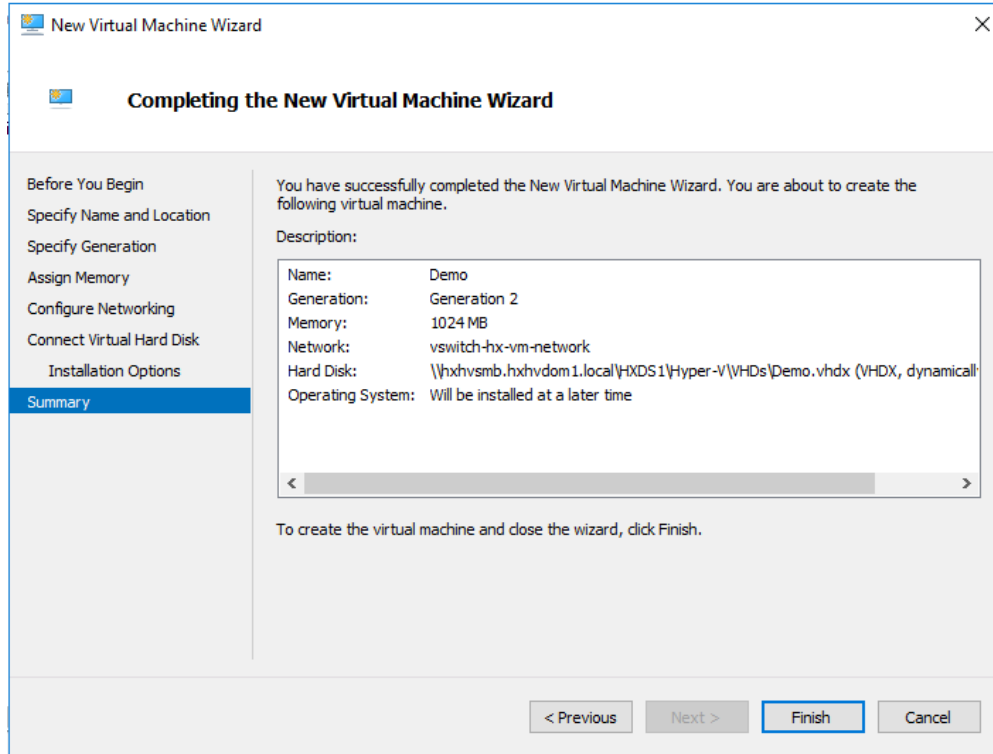 New Virtual Machine Wizard
Completing the New Virtual Machine Wizard
Before You Begin
Specify Name and Location
Specify Generation
Assign Memory
Configure Networking
Connect Virtual Hard Disk
Installation Options
Summary
You have successfully completed the New Virtual Machine Wizard. You are about to create the
following virtual machine.
Description:
Name: Demo
Generation: Generation 2
Memory: 1024 MB
Network: vswitch-hx-vm-network
Hard Disk: \\hxhvsmb.hxhvdom1.local\HXDS1\Hyper-V\VHDs\Demo.vhdx (VHDX, dynamicall
Operating System: Will be installed at a later time
To create the virtual machine and close the wizard, click Finish.
< Previous Next > Finish Cancel